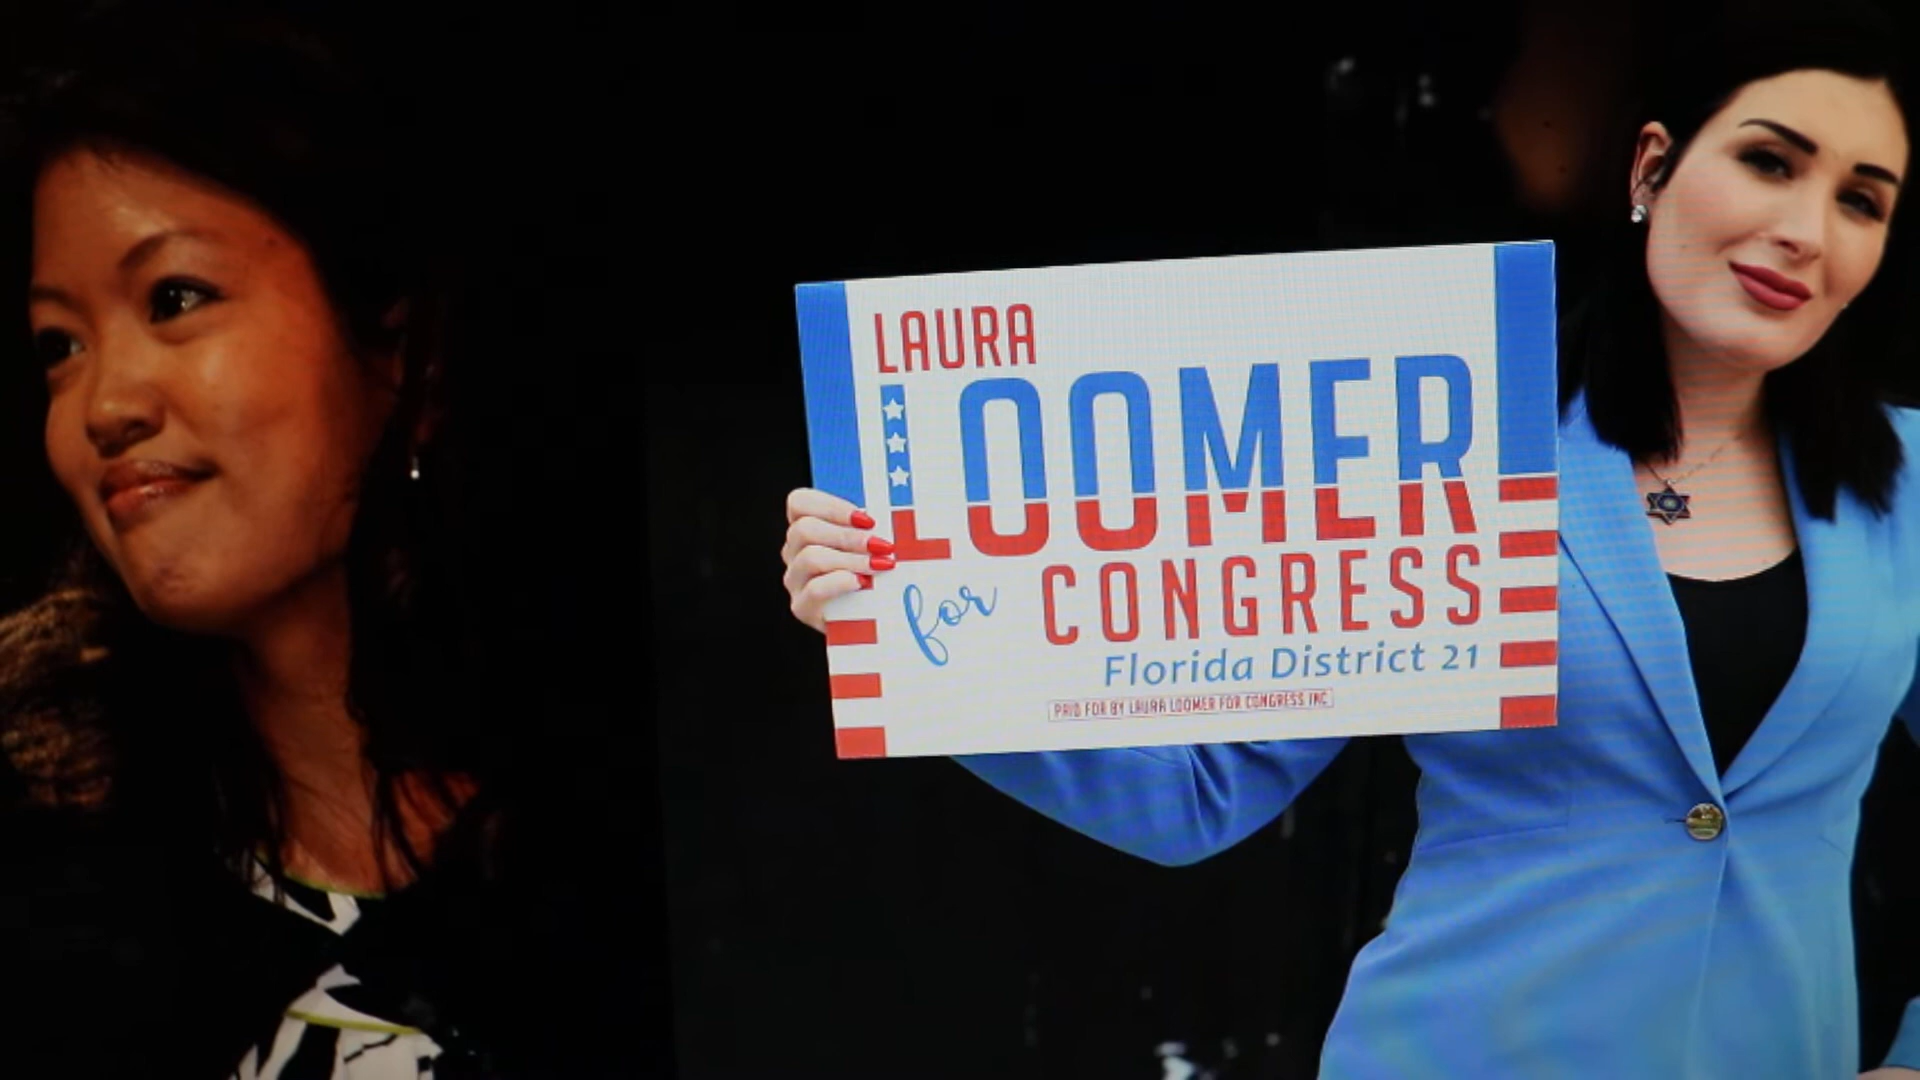 LAURA
LOOMER
for CONGRESS
Florida District 21
PAID FOR BY LAURA LOOMER FOR CONGRESS INC